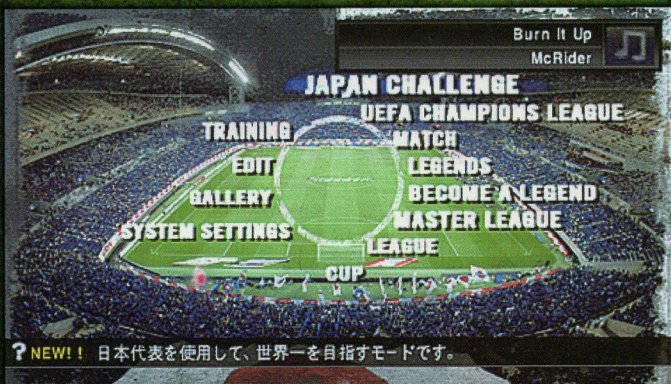 Burn It Up
McRider
JAPAN CHALLENGE
UEFA CHAMPIONS LEAGUE
TRAINING
MATCH
EDIT
LEGENDS
GALLERY
BECOME A LEGEND
MASTER LEAGUE
SYSTEM SETTINGS
LEAGUE
CUP
? NEW!! 日本代表を使用して、世界一を目指すモードです。